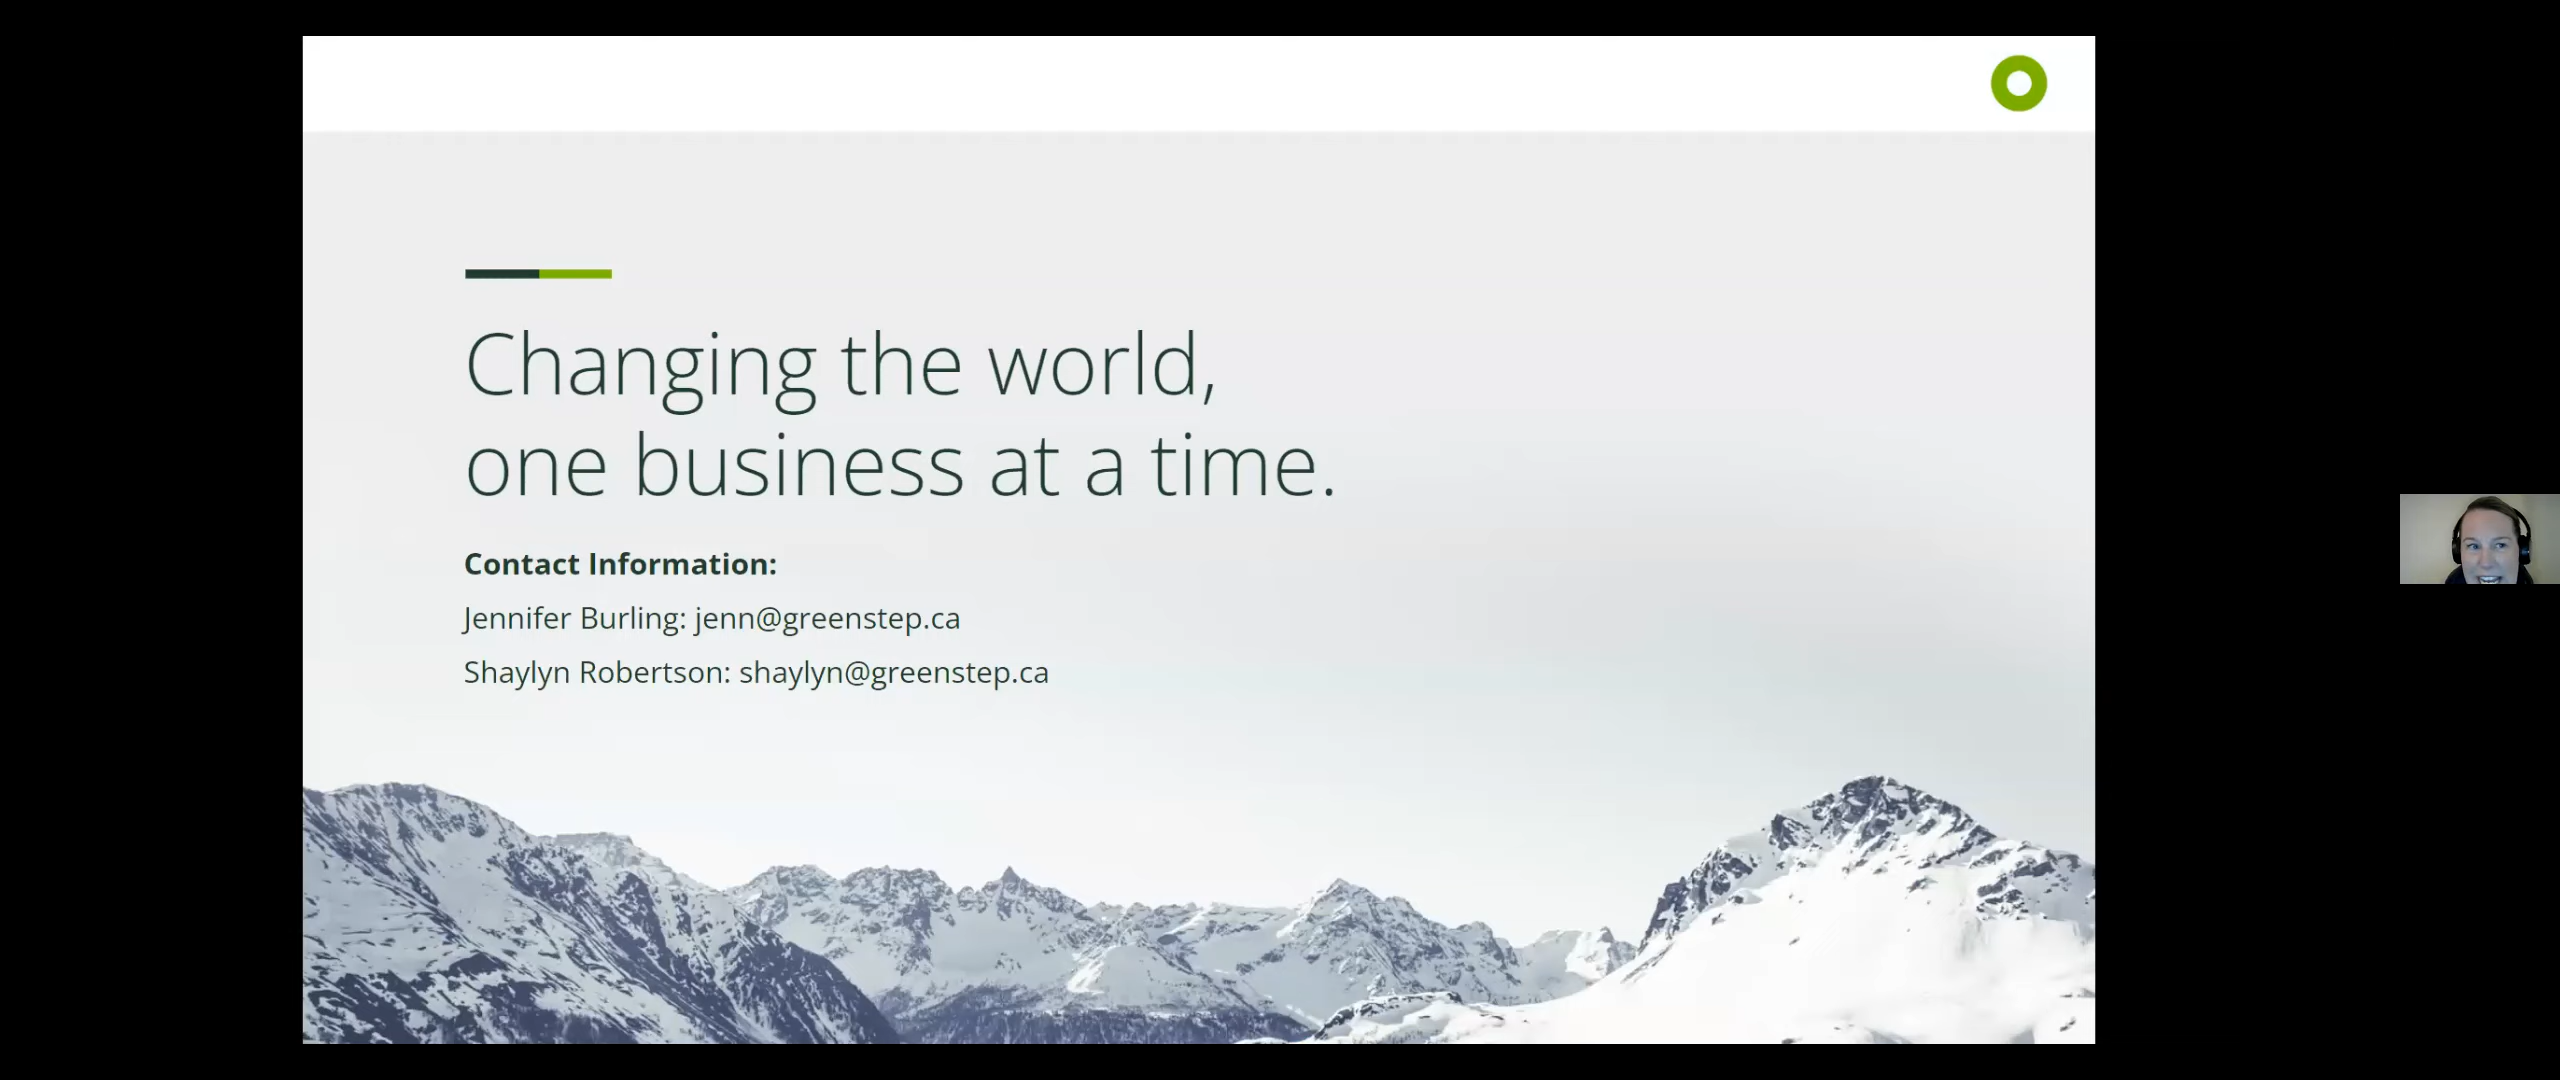 Changing the world,
one business at a time.
Contact Information:
Jennifer Burling: jenn@greenstep.ca
Shaylyn Robertson: shaylyn@greenstep.ca